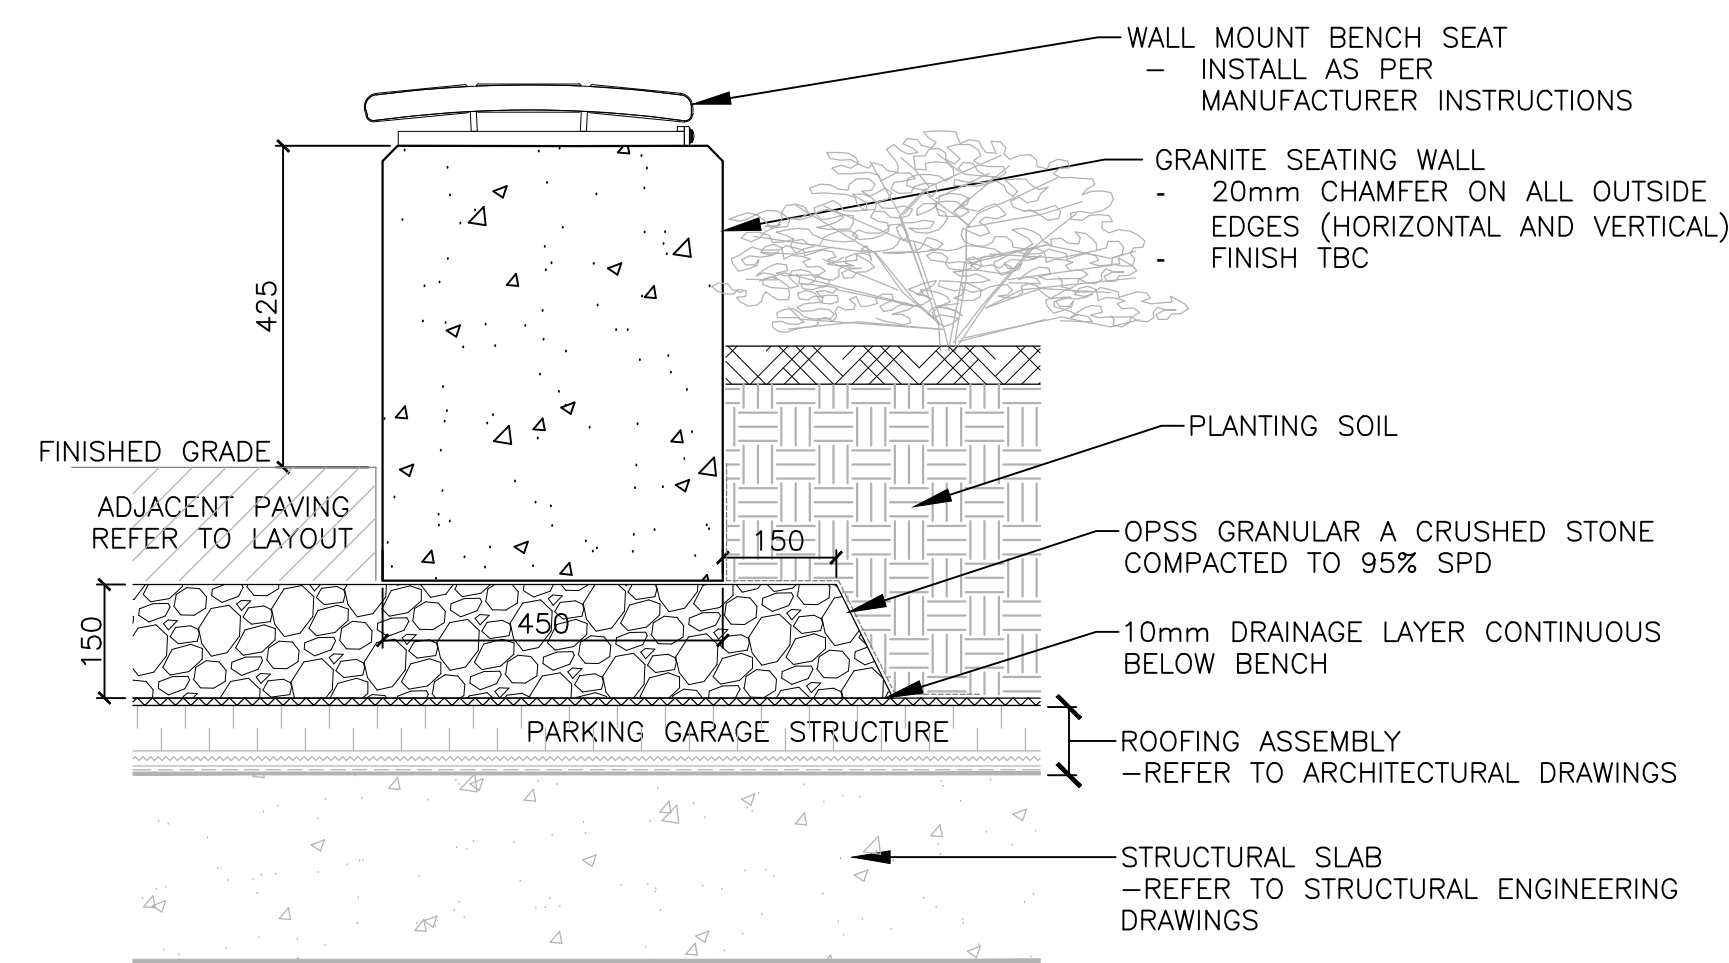 WALL MOUNT BENCH SEAT
- INSTALL AS PER
MANUFACTURER INSTRUCTIONS
GRANITE SEATING WALL
- 20mm CHAMFER ON ALL OUTSIDE
EDGES (HORIZONTAL AND VERTICAL)
- FINISH TBC
425
FINISHED GRADE
ADJACENT PAVING
REFER TO LAYOUT
PLANTING SOIL
150
OPSS GRANULAR A CRUSHED STONE
COMPACTED TO 95% SPD
150
450
10mm DRAINAGE LAYER CONTINUOUS
BELOW BENCH
PARKING GARAGE STRUCTURE
ROOFING ASSEMBLY
-REFER TO ARCHITECTURAL DRAWINGS
STRUCTURAL SLAB
-REFER TO STRUCTURAL ENGINEERING
DRAWINGS